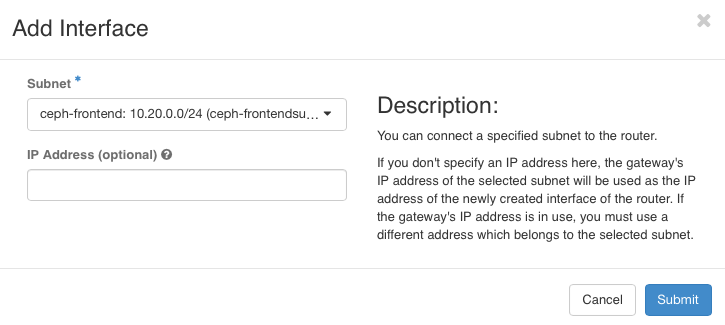 Add Interface
×
Subnet *
ceph-frontend: 10.20.0.0/24 (ceph-frontendsu...
IP Address (optional)
Description:
You can connect a specified subnet to the router.
If you don't specify an IP address here, the gateway's
IP address of the selected subnet will be used as the IP
address of the newly created interface of the router. If
the gateway's IP address is in use, you must use a
different address which belongs to the selected subnet.
Cancel
Submit